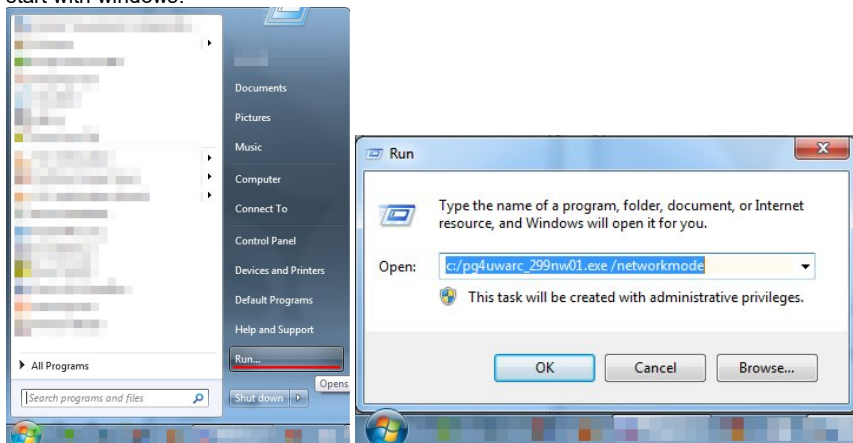 start with windows:
Documents
Pictures
Music
Computer
Connect To
Control Panel
Devices and Printers
Default Programs
Help and Support
Run...
Opens
All Programs
Search programs and files
Shut down
Run
Type the name of a program, folder, document, or Internet
resource, and Windows will open it for you.
Open:
c:/pg4uwarc_299nw01.exe /networkmode
This task will be created with administrative privileges.
OK
Cancel
Browse...